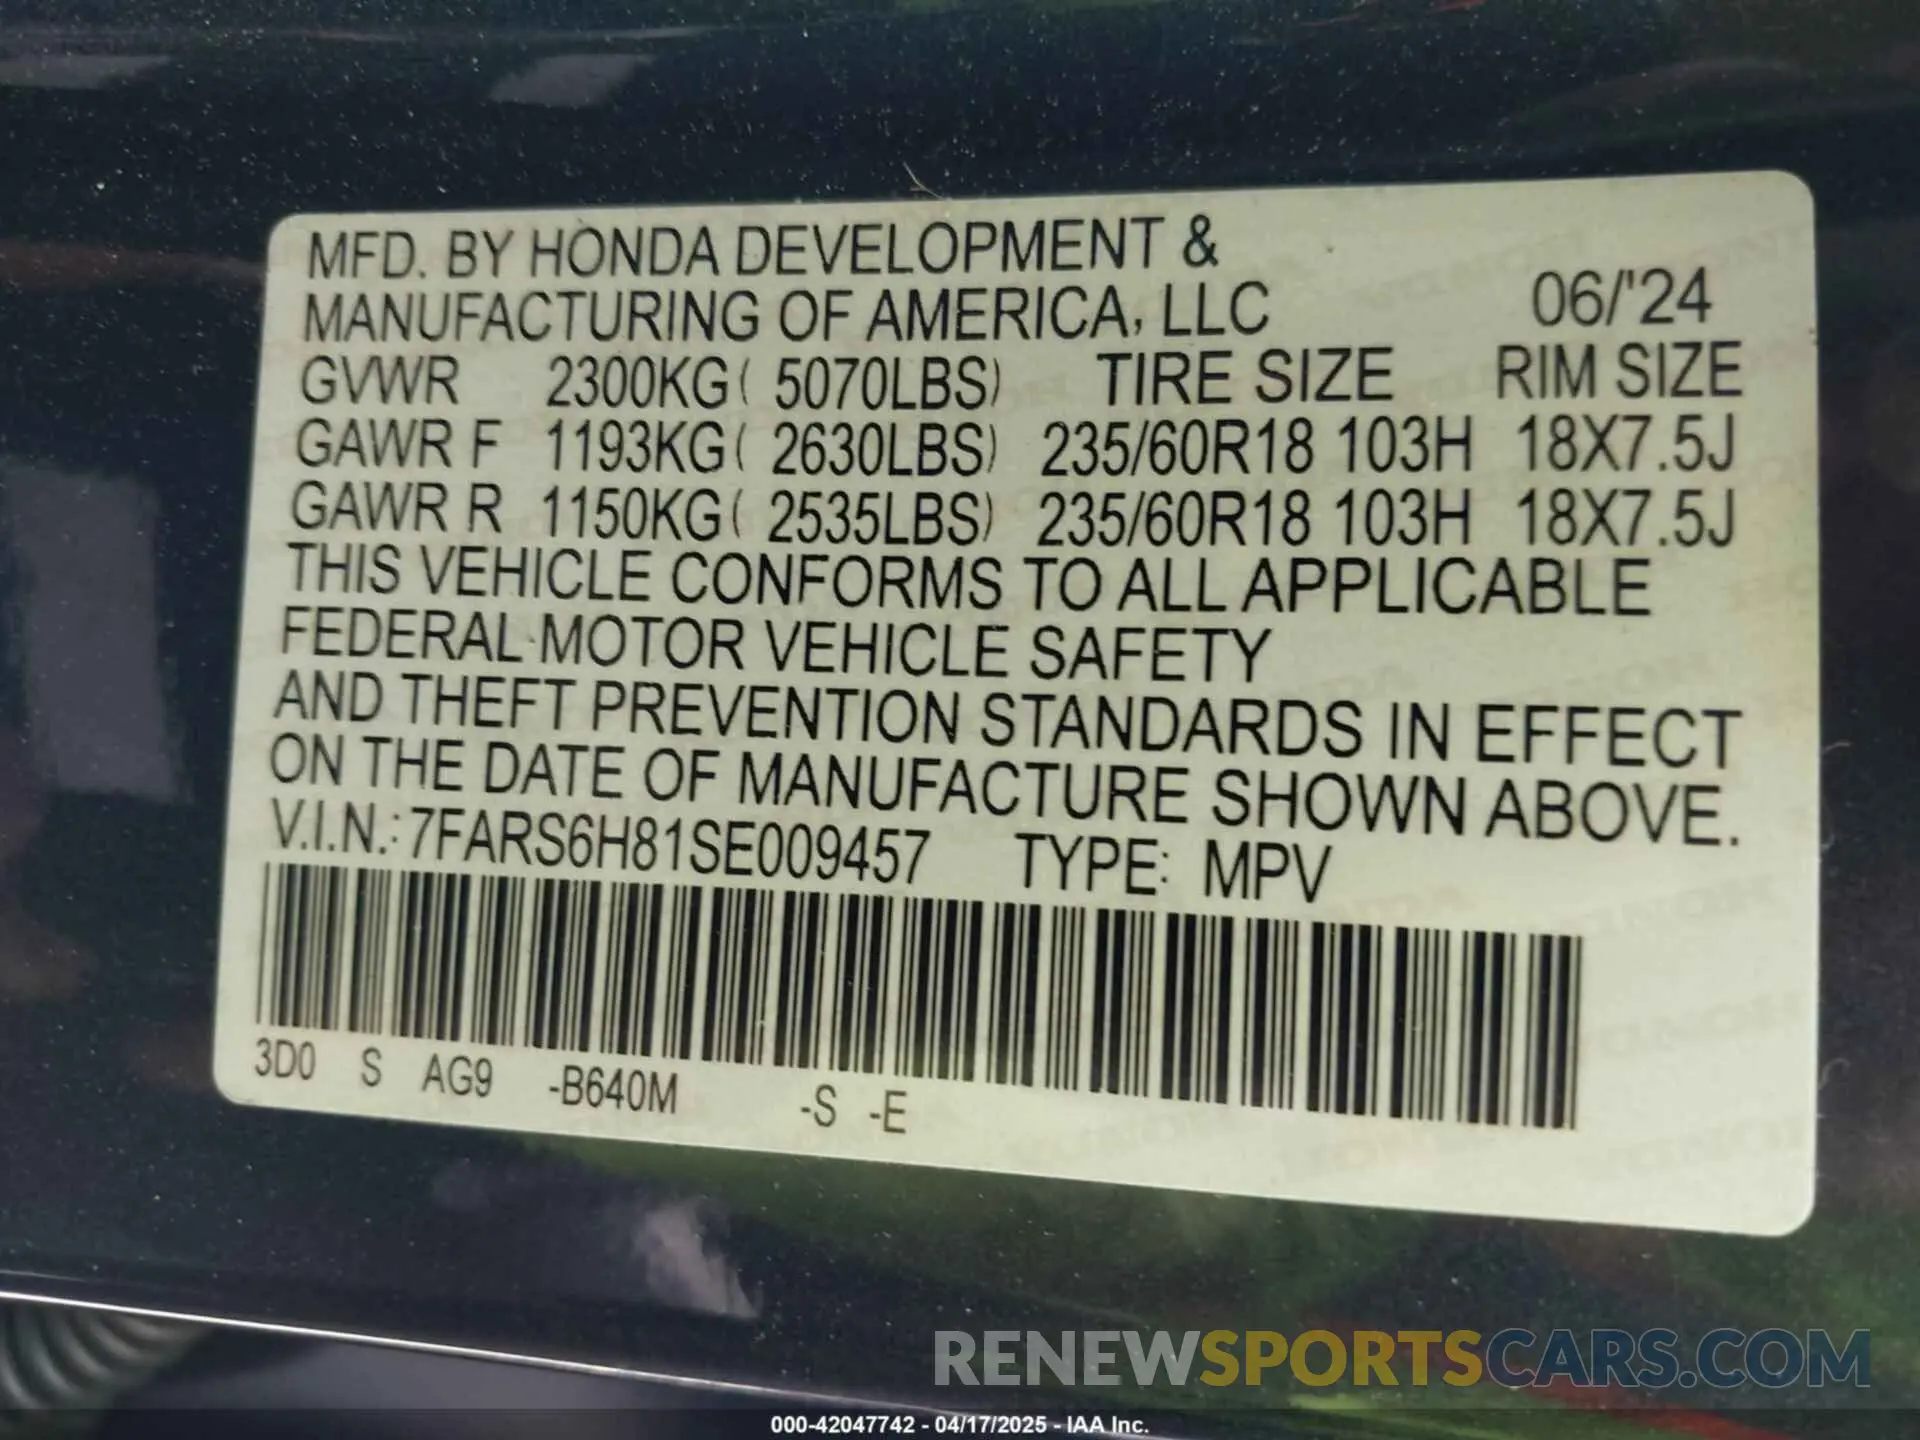 MFD. BY HONDA DEVELOPMENT &
MANUFACTURING OF AMERICA, LLC 06/'24
GVWR 2300KG( 5070LBS) TIRE SIZE RIM SIZE
GAWR F 1193KG( 2630LBS) 235/60R18 103H 18X7.5J
GAWR R 1150KG( 2535LBS) 235/60R18 103H 18X7.5J
THIS VEHICLE CONFORMS TO ALL APPLICABLE
FEDERAL MOTOR VEHICLE SAFETY
AND THEFT PREVENTION STANDARDS IN EFFECT
ON THE DATE OF MANUFACTURE SHOWN ABOVE.
V.I.N.: 7FARS6H81SE009457 TYPE: MPV
3D0 S AG9 -B640M -S -E
RENEWSPORTSCARS.COM
000-42047742 - 04/17/2025 - IAA Inc.